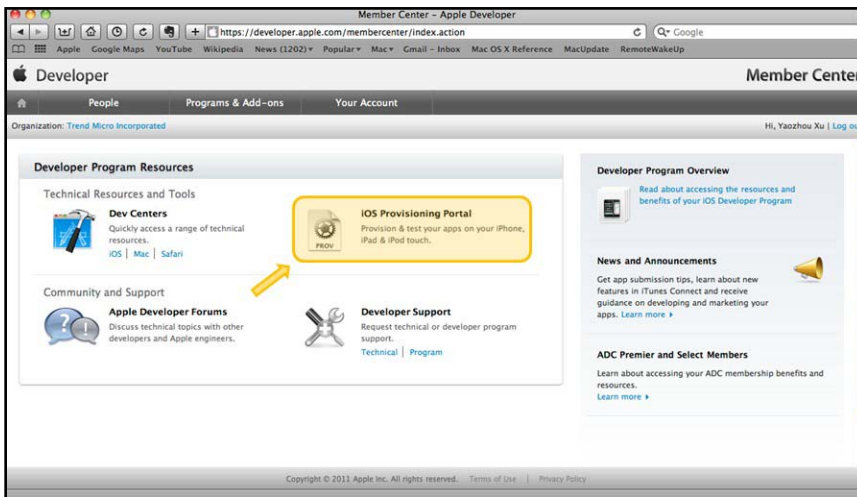 Member Center – Apple Developer
https://developer.apple.com/membercenter/index.action
Google
Apple Google Maps YouTube Wikipedia News (1202) Popular Mac Gmail – Inbox Mac OS X Reference MacUpdate RemoteWakeUp
Developer
Member Center
People Programs & Add-ons Your Account
Organization: Trend Micro Incorporated
Hi, Yaozhou Xu | Log ou
Developer Program Resources
Technical Resources and Tools
Dev Centers
Quickly access a range of technical
resources.
iOS | Mac | Safari
PROV
iOS Provisioning Portal
Provision & test your apps on your iPhone,
iPad & iPod touch.
Community and Support
Apple Developer Forums
Discuss technical topics with other
developers and Apple engineers.
Developer Support
Request technical or developer program
support.
Technical | Program
Developer Program Overview
Read about accessing the resources and
benefits of your iOS Developer Program
News and Announcements
Get app submission tips, learn about new
features in iTunes Connect and receive
guidance on developing and marketing your
apps. Learn more
ADC Premier and Select Members
Learn about accessing your ADC membership benefits and
resources.
Learn more
Copyright © 2011 Apple Inc. All rights reserved. Terms of Use | Privacy Policy